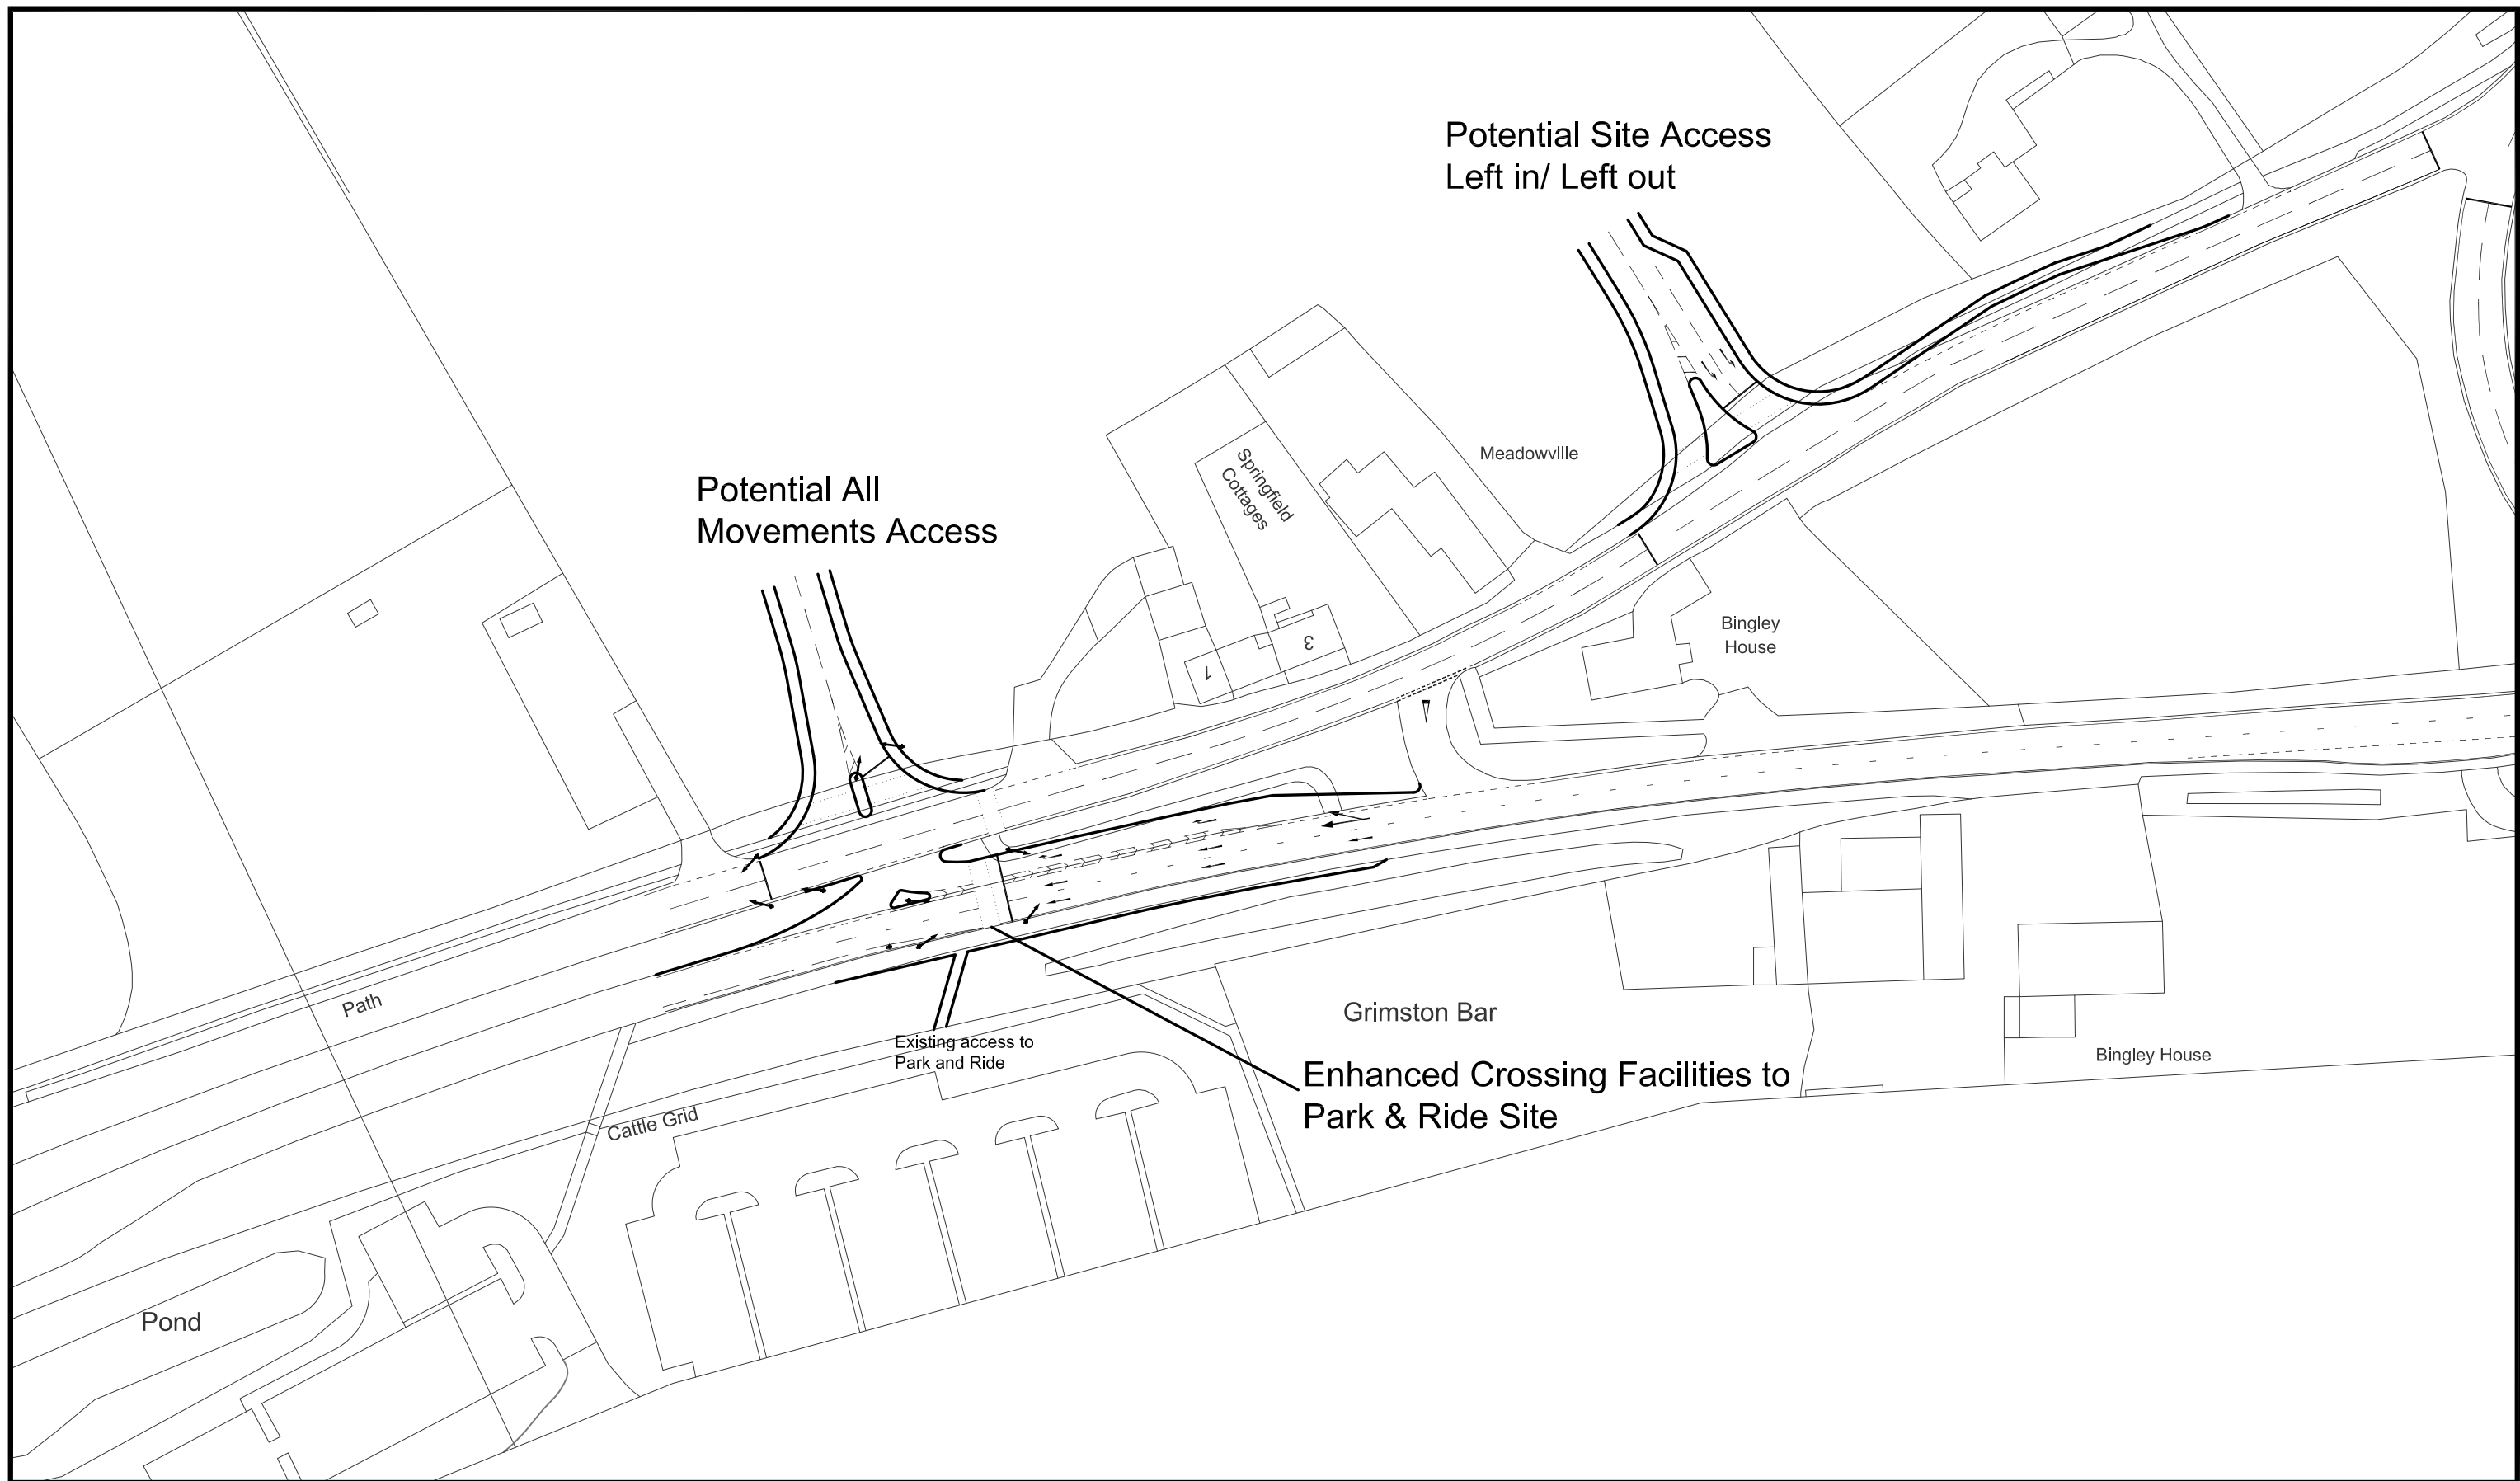 Potential Site Access
Left in/ Left out
Meadowville
Springfield
Cottages
Potential All
Movements Access
1
3
Bingley
House
Path
Grimston Bar
Existing access to
Park and Ride
Enhanced Crossing Facilities to
Park & Ride Site
Bingley House
Cattle Grid
Pond